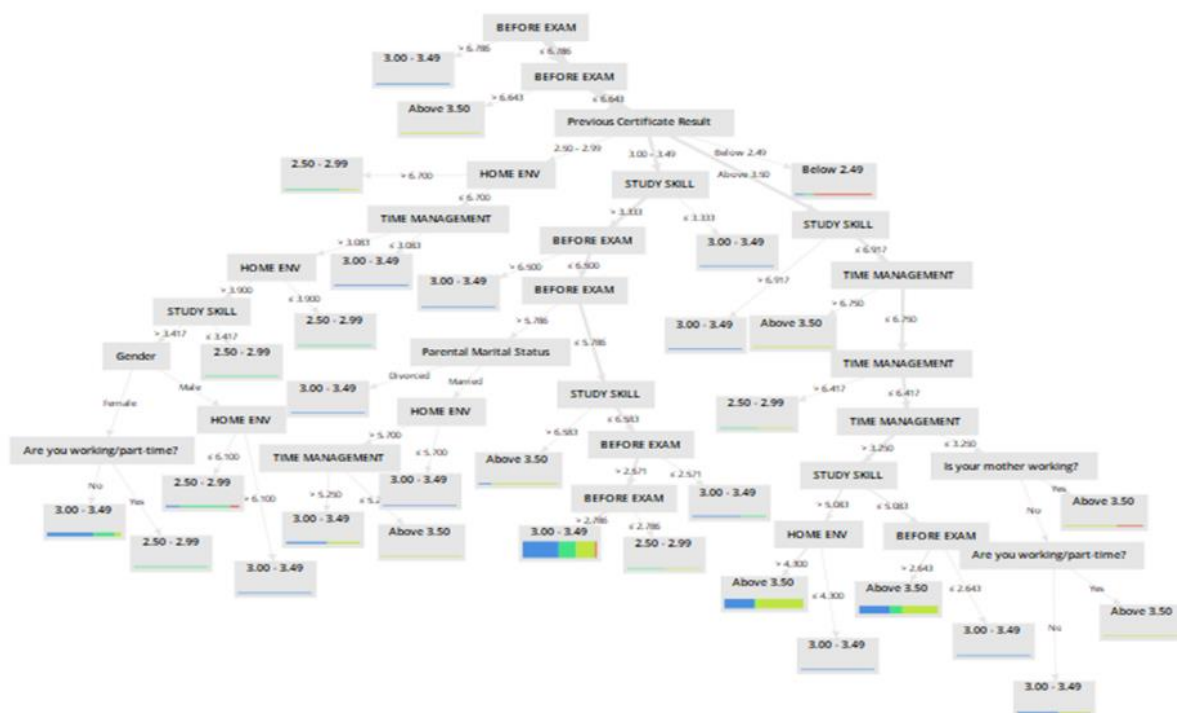 BEFORE EXAM
> 6.786
≤ 6.786
3.00 - 3.49
BEFORE EXAM
> 6.643
≤ 6.643
Above 3.50
Previous Certificate Result
2.50 - 2.99
3.00 - 3.49
Above 3.50
Below 2.49
2.50 - 2.99
> 6.700
HOME ENV
STUDY SKILL
Below 2.49
≤ 6.700
> 3.333
≤ 3.333
TIME MANAGEMENT
STUDY SKILL
> 3.083
≤ 3.083
BEFORE EXAM
3.00 - 3.49
≤ 6.917
HOME ENV
3.00 - 3.49
> 6.500
≤ 6.500
> 6.917
TIME MANAGEMENT
3.00 - 3.49
BEFORE EXAM
> 3.900
≤ 3.900
> 6.750
≤ 6.750
STUDY SKILL
2.50 - 2.99
> 5.786
≤ 5.786
3.00 - 3.49
Above 3.50
> 3.417
≤ 3.417
Gender
2.50 - 2.99
Parental Marital Status
TIME MANAGEMENT
Divorced
Married
Male
Female
3.00 - 3.49
STUDY SKILL
> 6.417
≤ 6.417
HOME ENV
HOME ENV
2.50 - 2.99
TIME MANAGEMENT
> 6.583
≤ 6.583
> 5.700
≤ 5.700
> 3.250
≤ 3.250
Are you working/part-time?
≤ 6.100
TIME MANAGEMENT
Above 3.50
BEFORE EXAM
STUDY SKILL
Is your mother working?
> 2.571
≤ 2.571
No
Yes
2.50 - 2.99
> 6.100
> 5.250
3.00 - 3.49
BEFORE EXAM
3.00 - 3.49
> 5.083
≤ 5.083
Yes
No
Above 3.50
3.00 - 3.49
3.00 - 3.49
Above 3.50
> 2.786
≤ 2.786
HOME ENV
BEFORE EXAM
2.50 - 2.99
3.00 - 3.49
3.00 - 3.49
2.50 - 2.99
> 4.300
≤ 4.300
> 2.643
≤ 2.643
Are you working/part-time?
Above 3.50
Above 3.50
Yes
No
Above 3.50
3.00 - 3.49
3.00 - 3.49
3.00 - 3.49